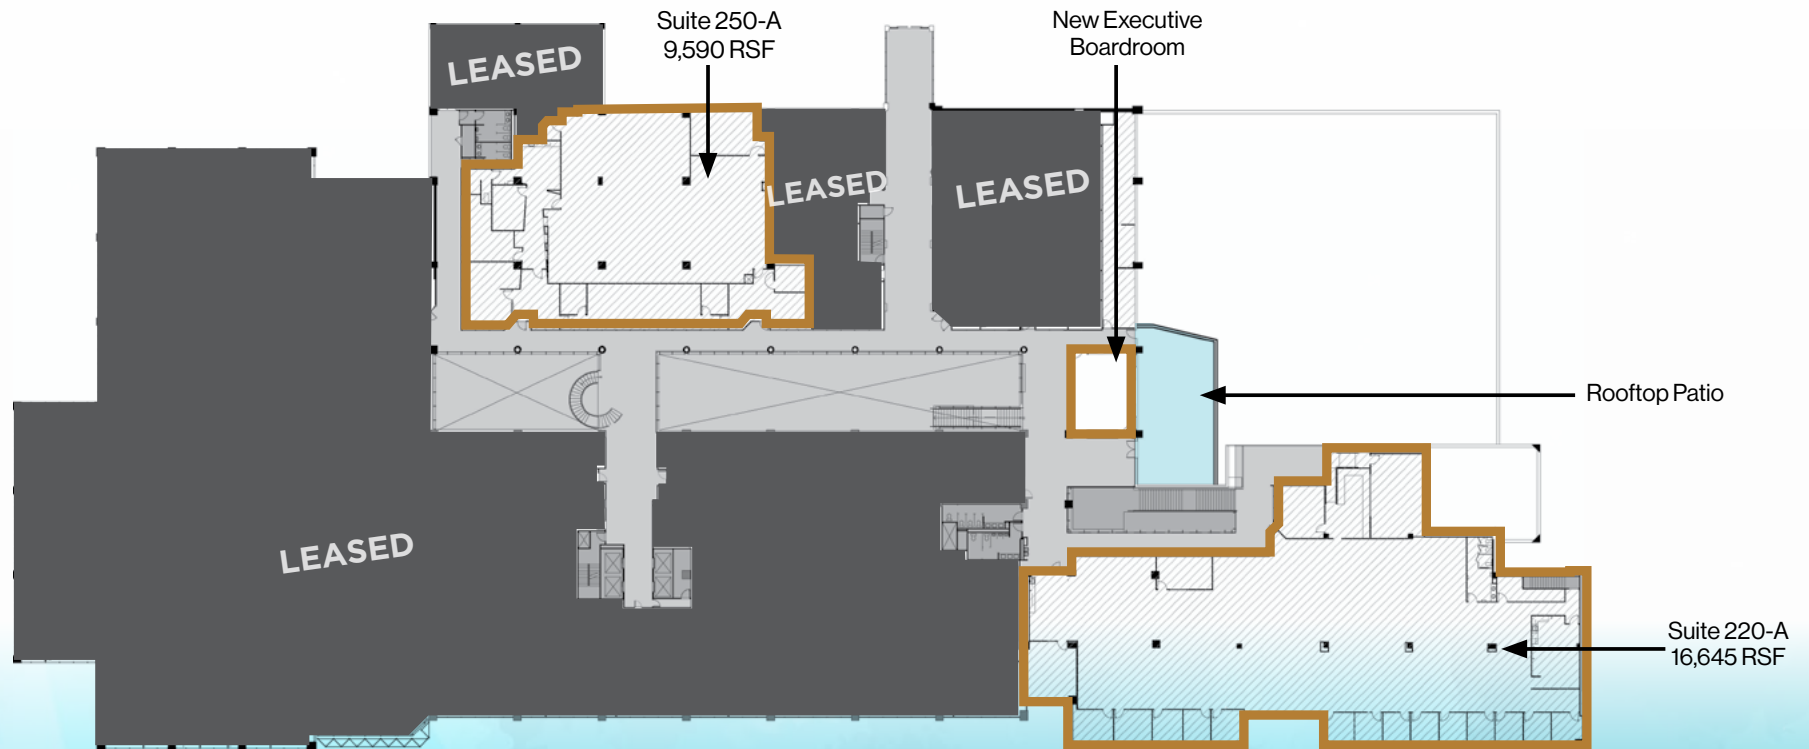 Suite 250-A
9,590 RSF
New Executive
Boardroom
LEASED
LEASED
LEASED
Rooftop Patio
LEASED
Suite 220-A
16,645 RSF